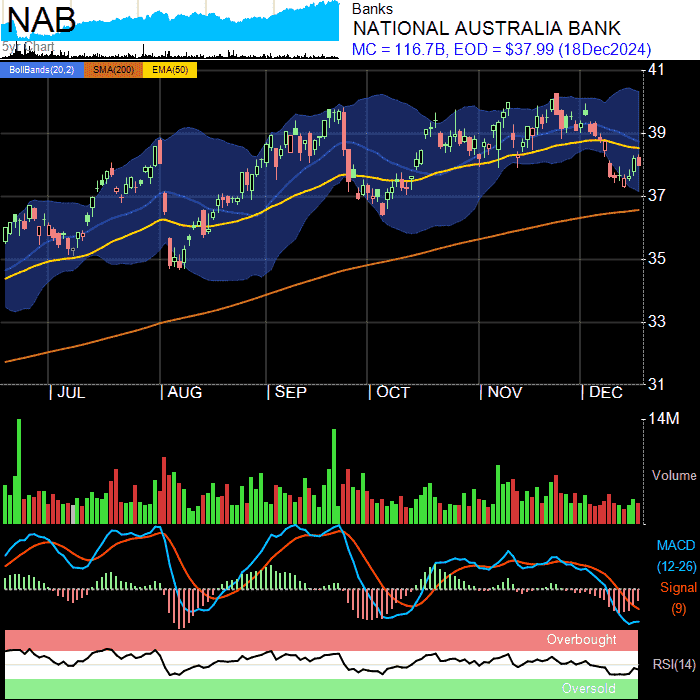 NAB
5yr Chart
Banks
NATIONAL AUSTRALIA BANK
MC = 116.7B, EOD = $37.99 (18Dec2024)
BollBands(20,2) SMA(200) EMA(50)
41
39
37
35
33
31
JUL AUG SEP OCT NOV DEC
14M
Volume
MACD
(12-26)
Signal
(9)
Overbought
RSI(14)
Oversold